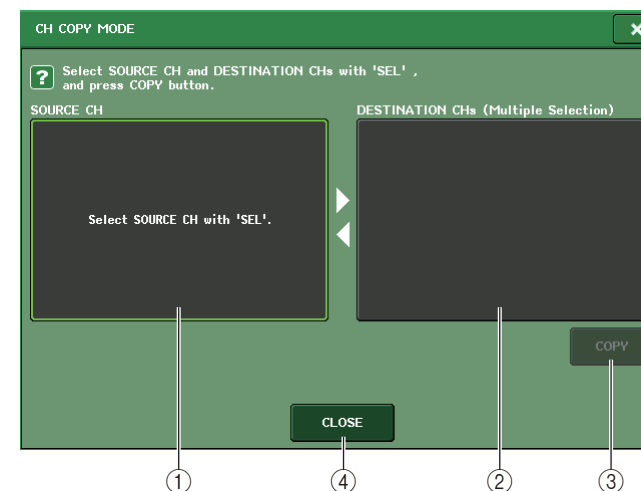 CH COPY MODE
Select SOURCE CH and DESTINATION CHs with 'SEL' ,
and press COPY button.
SOURCE CH
DESTINATION CHs (Multiple Selection)
Select SOURCE CH with 'SEL'.
COPY
CLOSE
① ④ ② ③